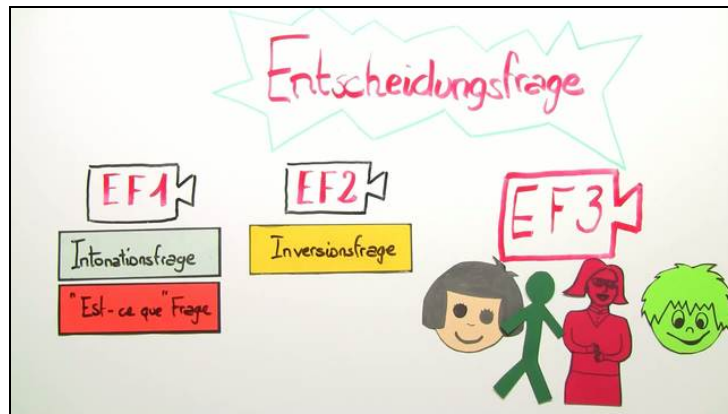 Entscheidungsfrage
EF1
EF2
EF3
Intonationsfrage
Inversionsfrage
"Est-ce que" Frage